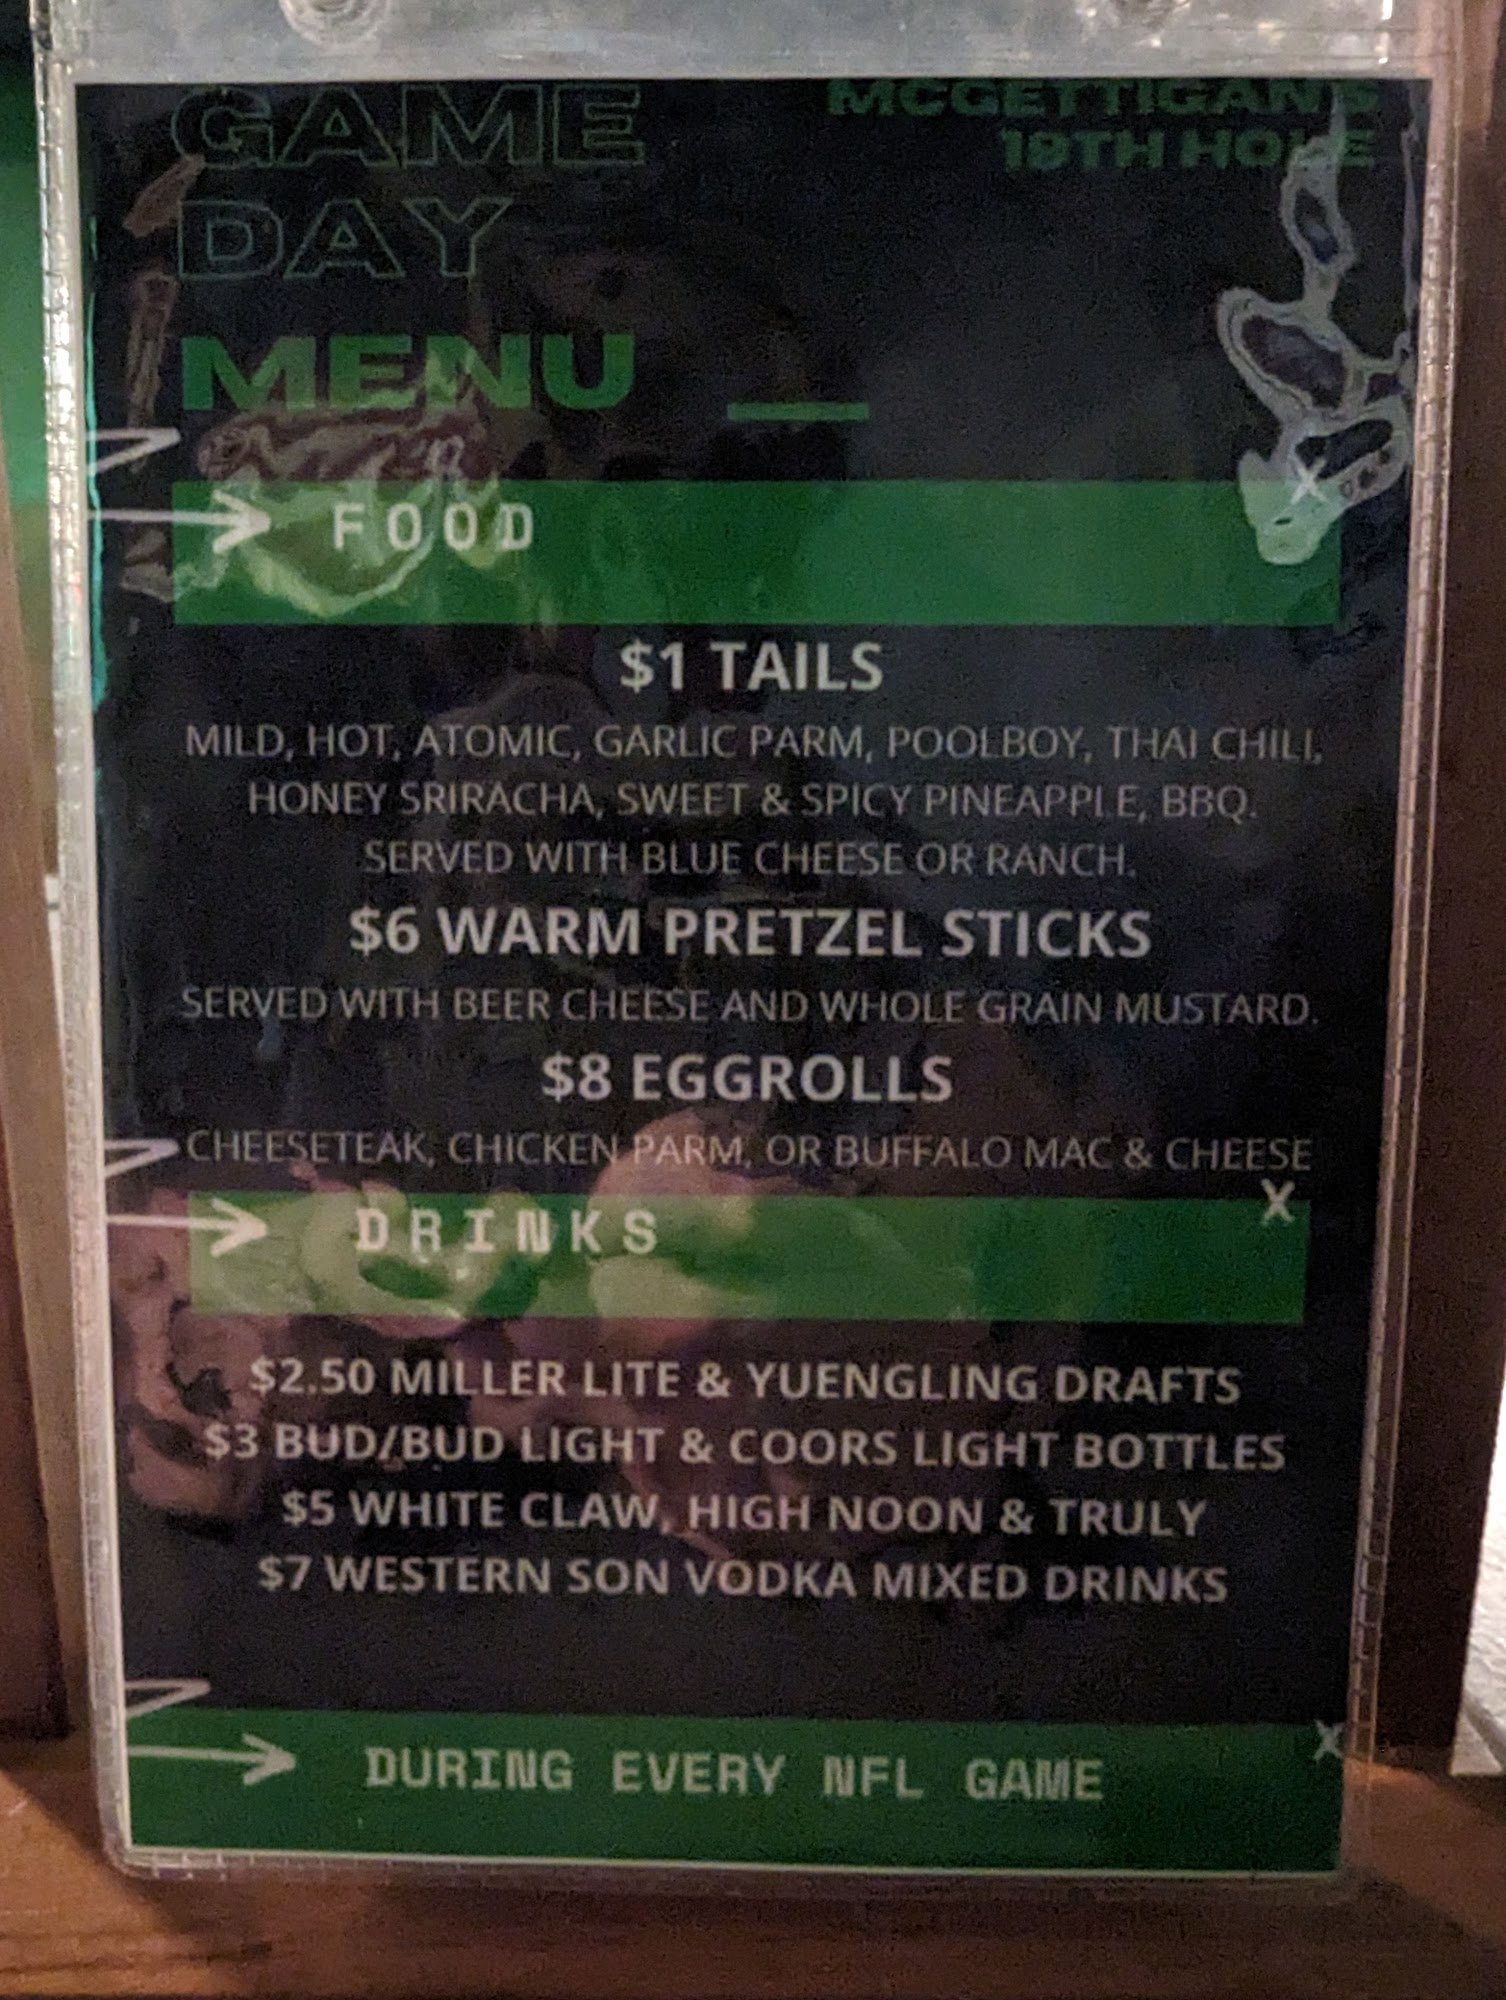 GAME
DAY
MENU
MCGETTIGAN'S
19TH HOLE
FOOD
X
$1 TAILS
MILD, HOT, ATOMIC, GARLIC PARM, POOLBOY, THAI CHILI,
HONEY SRIRACHA, SWEET & SPICY PINEAPPLE, BBQ.
SERVED WITH BLUE CHEESE OR RANCH.
$6 WARM PRETZEL STICKS
SERVED WITH BEER CHEESE AND WHOLE GRAIN MUSTARD.
$8 EGGROLLS
CHEESETEAK, CHICKEN PARM, OR BUFFALO MAC & CHEESE
DRINKS
X
$2.50 MILLER LITE & YUENGLING DRAFTS
$3 BUD/BUD LIGHT & COORS LIGHT BOTTLES
$5 WHITE CLAW, HIGH NOON & TRULY
$7 WESTERN SON VODKA MIXED DRINKS
DURING EVERY NFL GAME
X